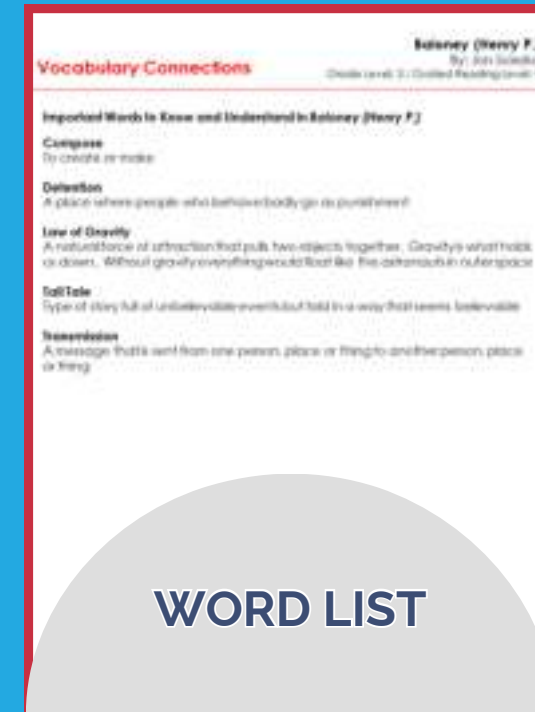 Baloney (Henry P.)
By: Jon Scieszka
Vocabulary Connections
Grade Level: 3 / Guided Reading Level:
Important Words to Know and Understand in Baloney (Henry P.)
Compose
To create or make
Detention
A place where people who behave badly go as punishment
Law of Gravity
A natural force of attraction that pulls two objects together. Gravity is what holds
us down. Without gravity everything would float like the astronauts in outer space
Tall Tale
Type of story full of unbelievable events but told in a way that seems believable
Transmission
A message that's sent from one person, place or thing to another person, place
or thing
WORD LIST